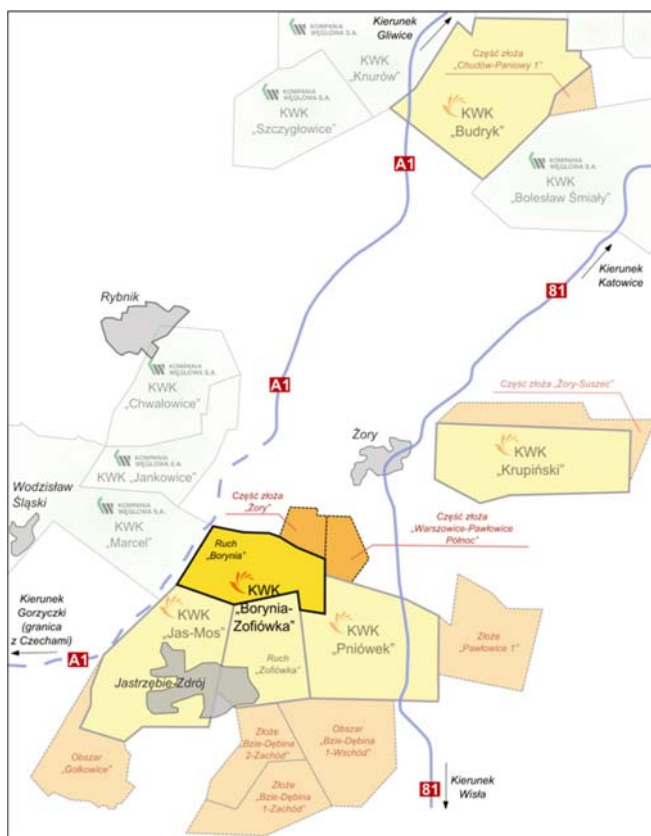 Kierunek
Gliwice
KOMPANIA
WĘGLOWA S.A.
KWK
„Knurów”
Część złoża
„Chudów-Paniowy 1”
KOMPANIA
WĘGLOWA S.A.
KWK
„Szczygłowice”
KWK
„Budryk”
A1
KOMPANIA
WĘGLOWA S.A.
KWK
„Bolesław Śmiały”
Kierunek
Katowice
81
Rybnik
KOMPANIA
WĘGLOWA S.A.
KWK
„Chwałowice”
A1
Część złoża „Żory-Suszec”
Żory
KWK
„Krupiński”
KOMPANIA
WĘGLOWA S.A.
KWK „Jankowice”
Wodzisław
Śląski
KOMPANIA
WĘGLOWA S.A.
KWK
„Marcel”
Część złoża
„Żory”
Część złoża
„Warszowice-Pawłowice
Północ”
Ruch
„Borynia”
KWK
„Borynia-
Zofiówka”
Kierunek
Gorzyczki
(granica
z Czechami)
A1
KWK
„Jas-Mos”
KWK
„Pniówek”
Złoże
„Pawłowice 1”
Ruch
„Zofiówka”
Jastrzębie-Zdrój
Obszar
„Gołkowice”
Złoże
„Bzie-Dębina
2-Zachód”
Obszar
„Bzie-Dębina
1-Wschód”
Złoże
„Bzie-Dębina
1-Zachód”
81
Kierunek
Wisła